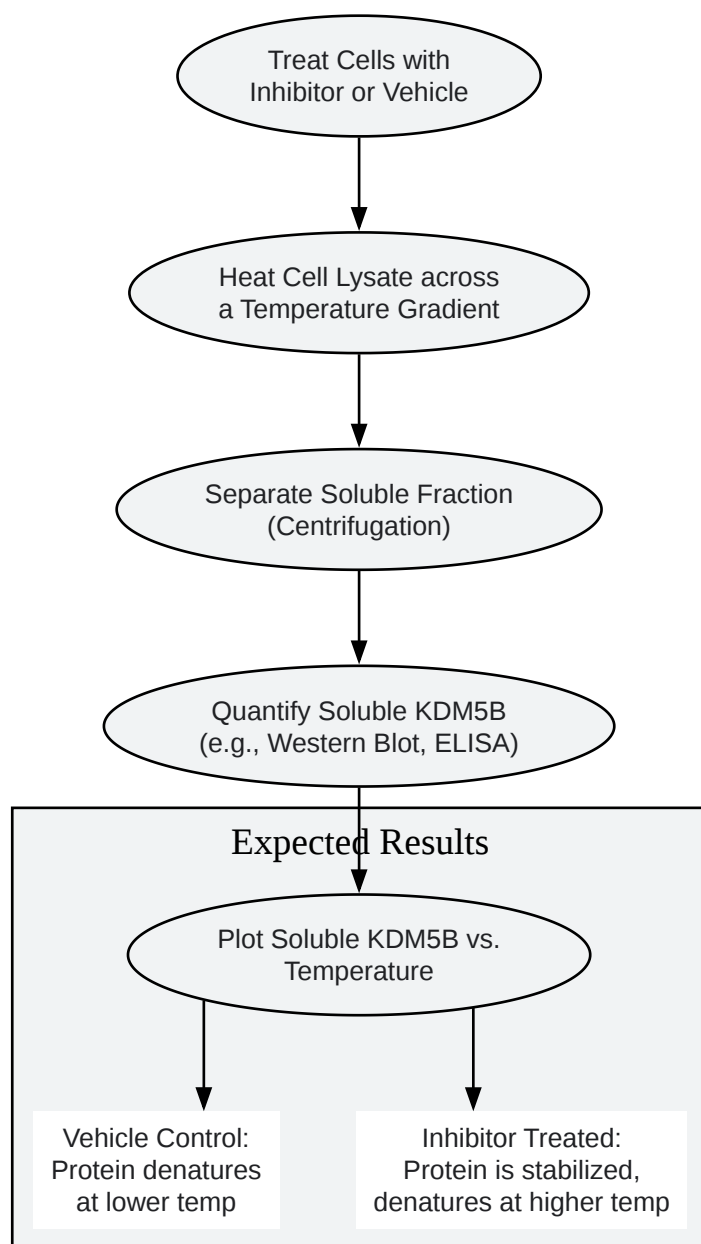 Treat Cells with
Inhibitor or Vehicle
Heat Cell Lysate across
a Temperature Gradient
Separate Soluble Fraction
(Centrifugation)
Quantify Soluble KDM5B
(e.g., Western Blot, ELISA)
Expected Results
Plot Soluble KDM5B vs.
Temperature
Vehicle Control:
Protein denatures
at lower temp
Inhibitor Treated:
Protein is stabilized,
denatures at higher temp